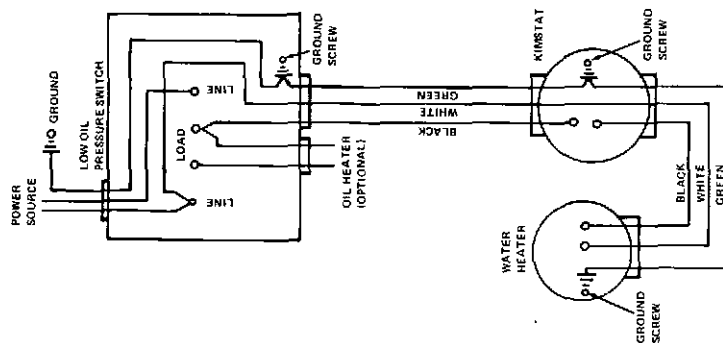 POWER
SOURCE
GROUND
LOW OIL
PRESSURE SWITCH
LINE
LOAD
LINE
GROUND
SCREW
OIL HEATER
(OPTIONAL)
GREEN
WHITE
BLACK
KIMSTAT
GROUND
SCREW
WATER
HEATER
BLACK
WHITE
GREEN
GROUND
SCREW